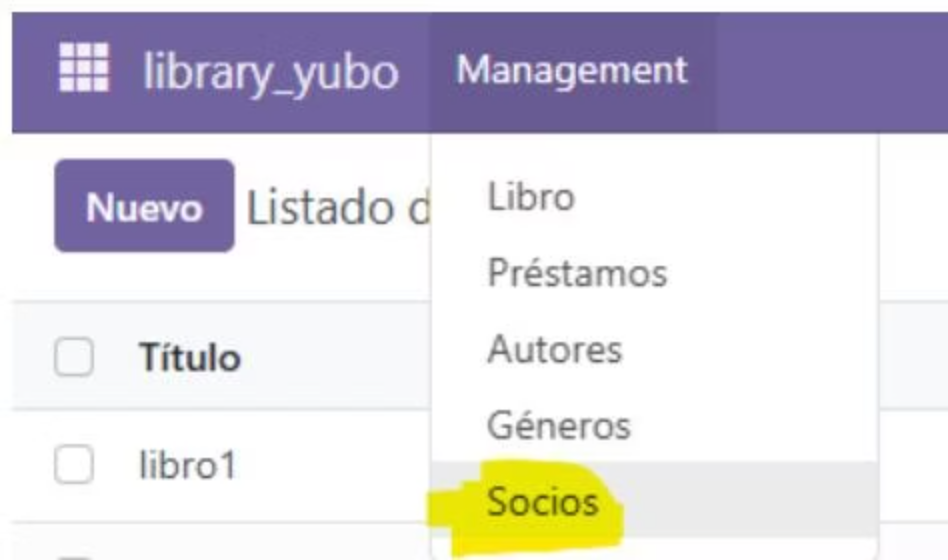 library_yubo Management
Nuevo Listado d
Libro
Préstamos
Título
Autores
Géneros
libro1
Socios